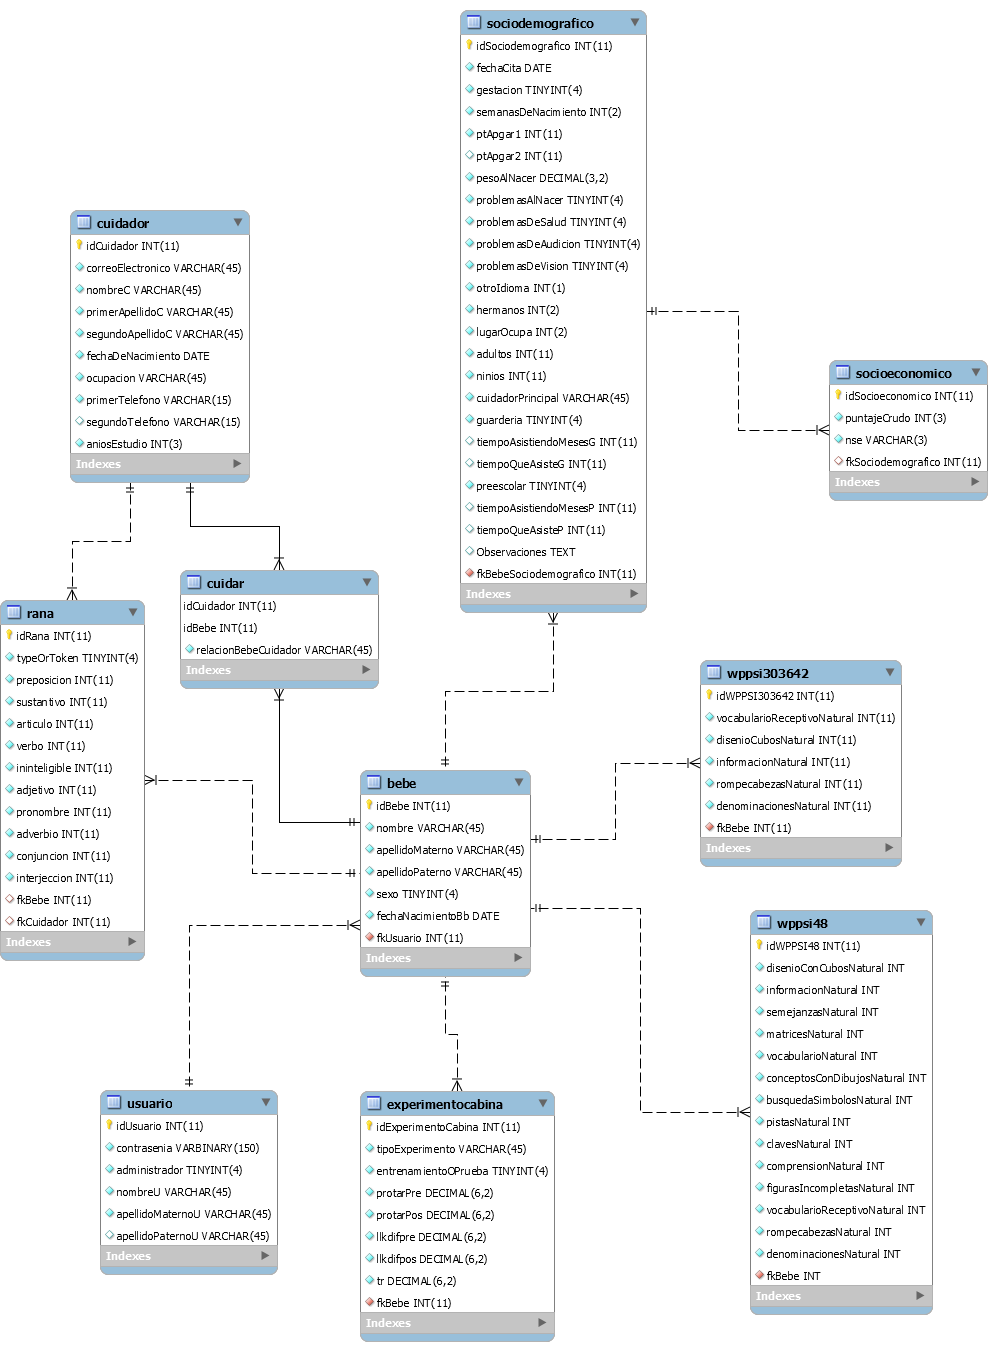 sociodemografico
idSociodemografico INT(11)
fechaCita DATE
gestacion TINYINT(4)
semanasDeNacimiento INT(2)
ptApgar1 INT(11)
ptApgar2 INT(11)
pesoAlNacer DECIMAL(3,2)
problemasAlNacer TINYINT(4)
problemasDeSalud TINYINT(4)
problemasDeAudicion TINYINT(4)
problemasDeVision TINYINT(4)
otroIdioma INT(1)
hermanos INT(2)
lugarOcupa INT(2)
adultos INT(11)
ninios INT(11)
cuidadorPrincipal VARCHAR(45)
guarderia TINYINT(4)
tiempoAsistiendoMesesG INT(11)
tiempoQueAsisteG INT(11)
preescolar TINYINT(4)
tiempoAsistiendoMesesP INT(11)
tiempoQueAsisteP INT(11)
Observaciones TEXT
fkBebeSociodemografico INT(11)
Indexes
cuidador
idCuidador INT(11)
correoElectronico VARCHAR(45)
nombreC VARCHAR(45)
primerApellidoC VARCHAR(45)
segundoApellidoC VARCHAR(45)
fechaDeNacimiento DATE
ocupacion VARCHAR(45)
primerTelefono VARCHAR(15)
segundoTelefono VARCHAR(15)
aniosEstudio INT(3)
Indexes
socioeconomico
idSocioeconomico INT(11)
puntajeCrudo INT(3)
nse VARCHAR(3)
fkSociodemografico INT(11)
Indexes
cuidar
idCuidador INT(11)
idBebe INT(11)
relacionBebeCuidador VARCHAR(45)
Indexes
rana
idRana INT(11)
typeOrToken TINYINT(4)
preposicion INT(11)
sustantivo INT(11)
articulo INT(11)
verbo INT(11)
ininteligible INT(11)
adjetivo INT(11)
pronombre INT(11)
adverbio INT(11)
conjuncion INT(11)
interjeccion INT(11)
fkBebe INT(11)
fkCuidador INT(11)
Indexes
wppsi303642
idWPPSI303642 INT(11)
vocabularioReceptivoNatural INT(11)
disenioCubosNatural INT(11)
informacionNatural INT(11)
rompecabezasNatural INT(11)
denominacionesNatural INT(11)
fkBebe INT(11)
Indexes
bebe
idBebe INT(11)
nombre VARCHAR(45)
apellidoMaterno VARCHAR(45)
apellidoPaterno VARCHAR(45)
sexo TINYINT(4)
fechaNacimientoBb DATE
fkUsuario INT(11)
Indexes
wppsi48
idWPPSI48 INT(11)
disenioConCubosNatural INT
informacionNatural INT
semejanzasNatural INT
matricesNatural INT
vocabularioNatural INT
conceptosConDibujosNatural INT
busquedaSimbolosNatural INT
pistasNatural INT
clavesNatural INT
comprensionNatural INT
figurasIncompletasNatural INT
vocabularioReceptivoNatural INT
rompecabezasNatural INT
denominacionesNatural INT
fkBebe INT
Indexes
usuario
idUsuario INT(11)
contrasenia VARBINARY(150)
administrador TINYINT(4)
nombreU VARCHAR(45)
apellidoMaternoU VARCHAR(45)
apellidoPaternoU VARCHAR(45)
Indexes
experimentocabina
idExperimentoCabina INT(11)
tipoExperimento VARCHAR(45)
entrenamientoOPrueba TINYINT(4)
protarPre DECIMAL(6,2)
protarPos DECIMAL(6,2)
llkdifpre DECIMAL(6,2)
llkdifpos DECIMAL(6,2)
tr DECIMAL(6,2)
fkBebe INT(11)
Indexes